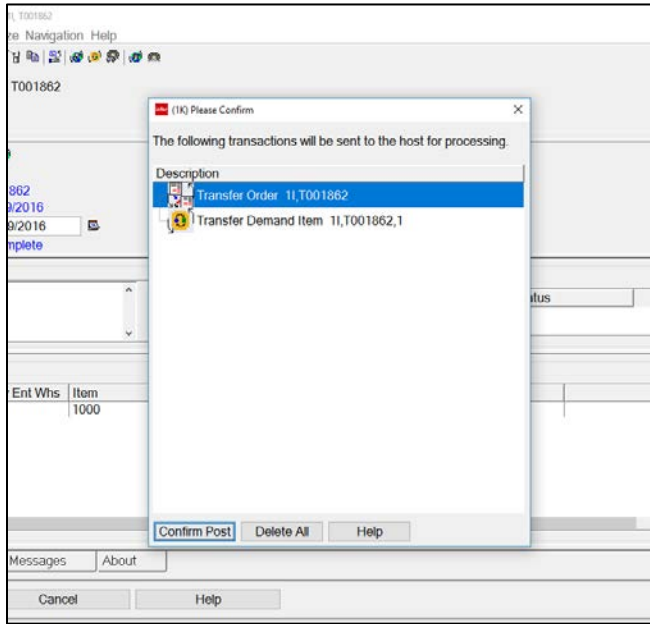 T001862
Navigation Help
T001862
(1K) Please Confirm
The following transactions will be sent to the host for processing.
Description
Transfer Order 1I,T001862
Transfer Demand Item 1I,T001862,1
862
9/2016
9/2016
mplete
tus
Ent Whs Item
1000
Confirm Post Delete All Help
Messages About
Cancel Help